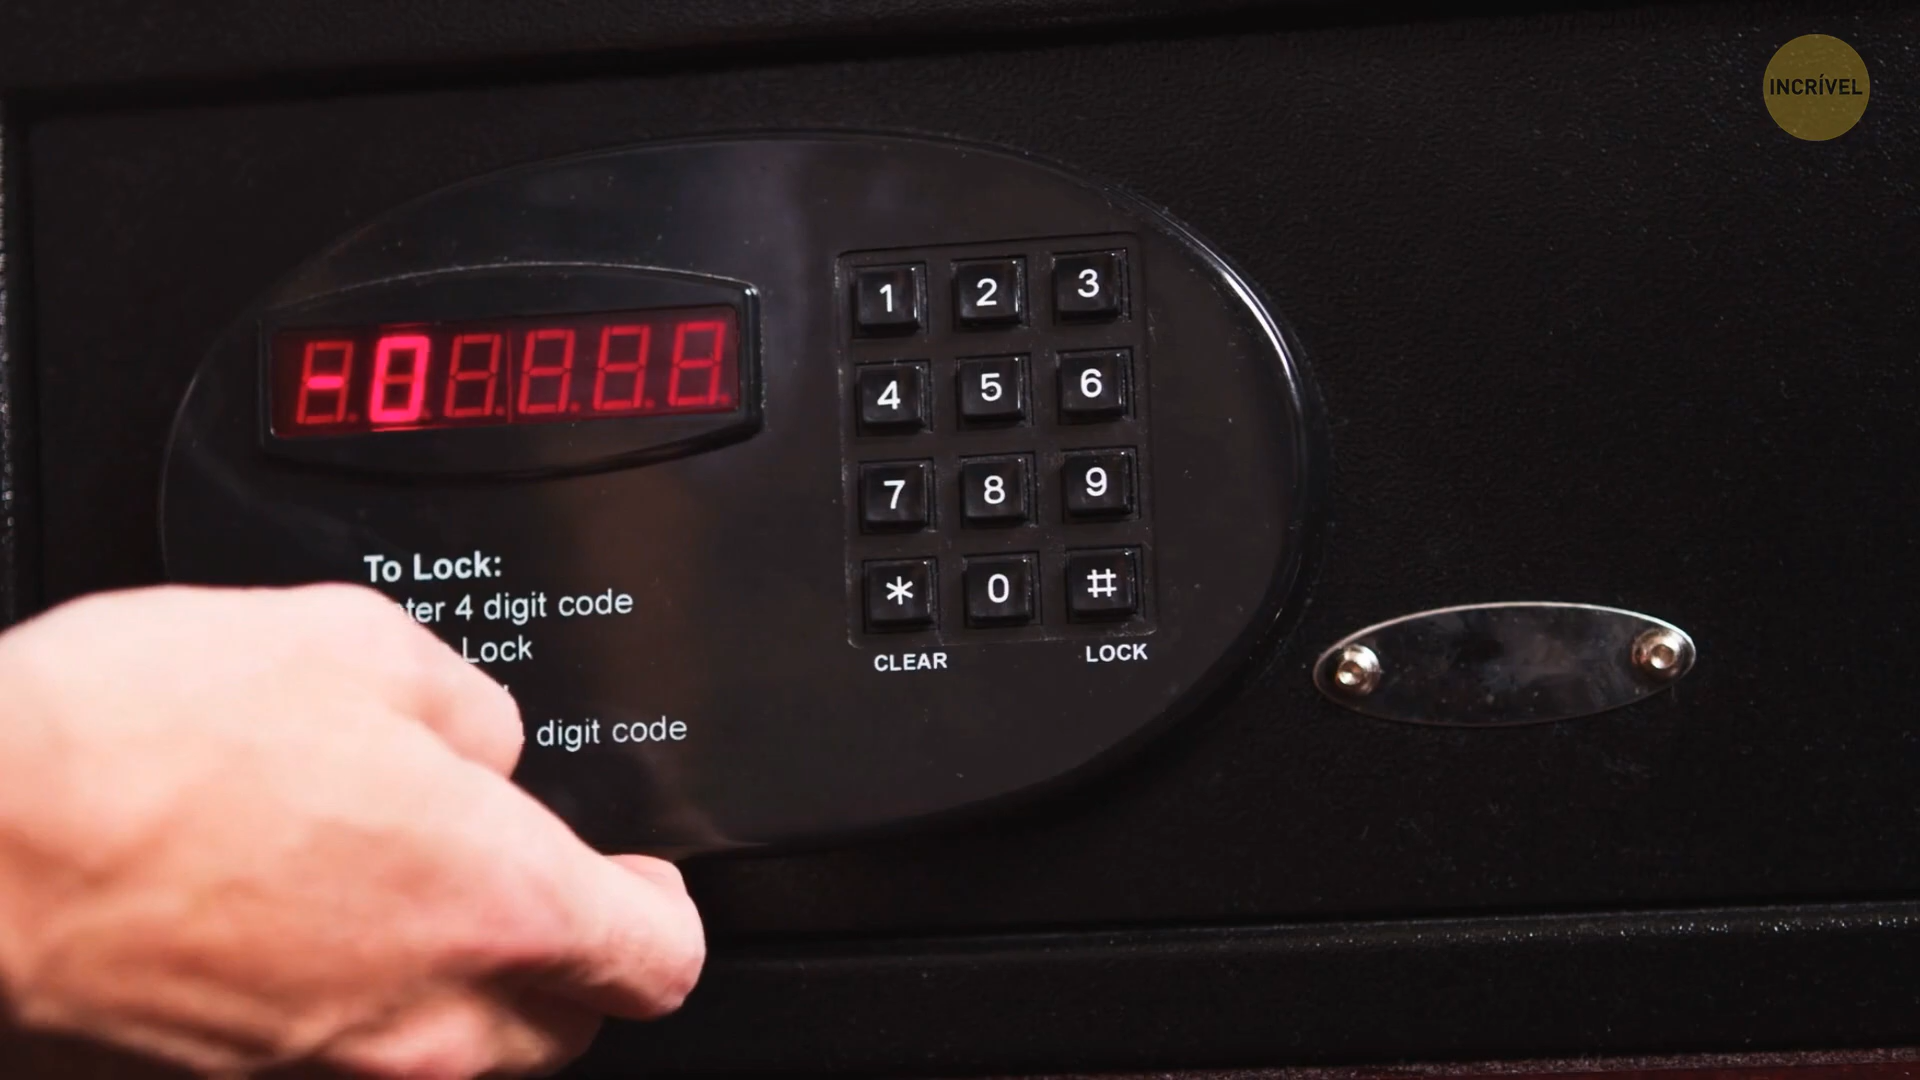 INCRÍVEL
-0
1 2 3
4 5 6
7 8 9
* 0 #
CLEAR LOCK
To Lock:
4 digit code
Lock
digit code